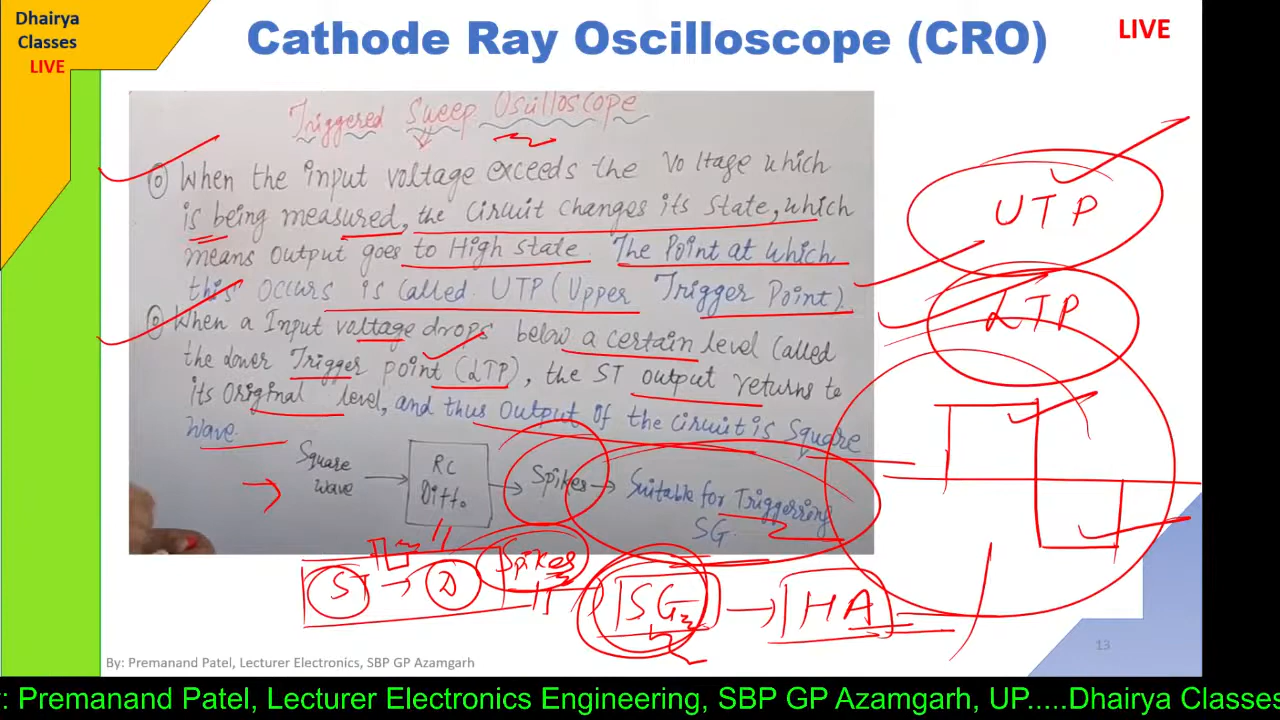 Dhairya
Classes
LIVE
Cathode Ray Oscilloscope (CRO)
LIVE
Triggered Sweep Oscilloscope
When the input voltage exceeds the Voltage which
is being measured, the Circuit changes its State, which
means Output goes to High State. The Point at which
this occurs is called UTP (Upper Trigger Point).
When a Input voltage drops below a certain level Called
the lower Trigger point (LTP), the ST output returns to
its Original level, and thus Output of the Circuit is Square
Wave.
Square
wave
RC
Diff.
Spikes
Suitable for Triggering
SG.
UTP
LTP
ST
D
Spikes
SG
HA
13
By: Premanand Patel, Lecturer Electronics, SBP GP Azamgarh
: Premanand Patel, Lecturer Electronics Engineering, SBP GP Azamgarh, UP.....Dhairya Classes